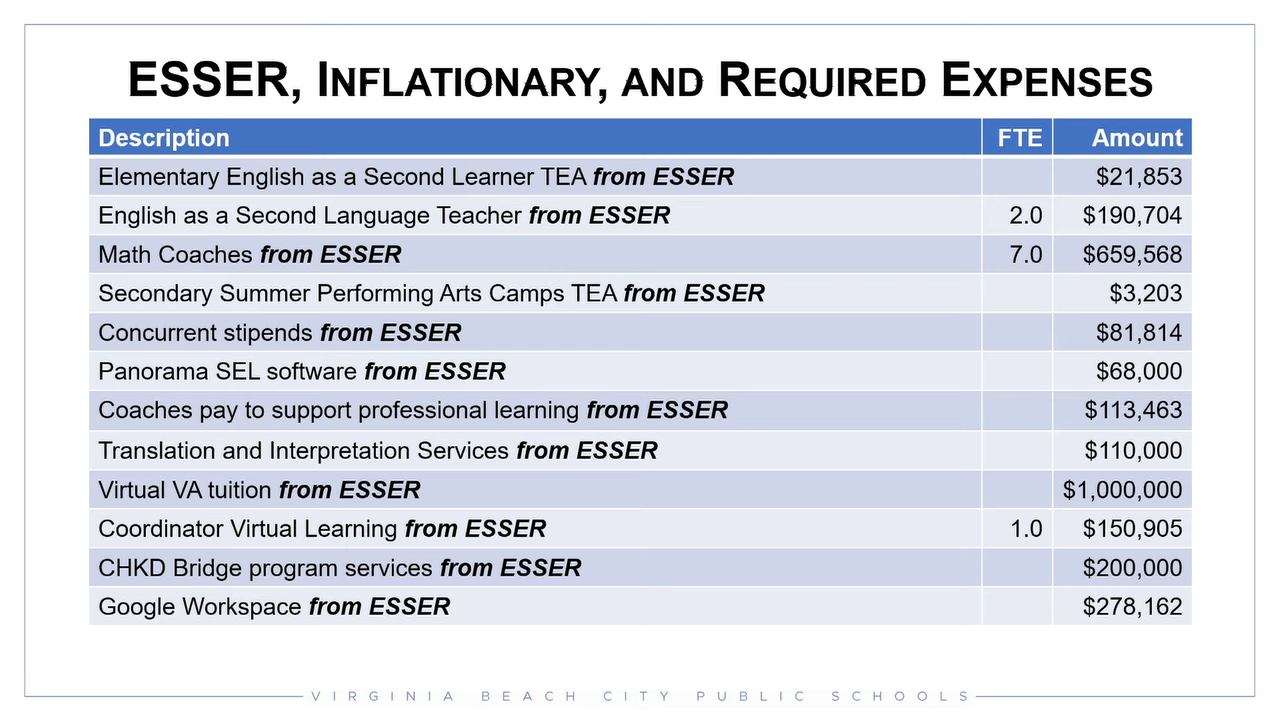 ESSER, INFLATIONARY, AND REQUIRED EXPENSES
Description FTE Amount
Elementary English as a Second Learner TEA from ESSER $21,853
English as a Second Language Teacher from ESSER 2.0 $190,704
Math Coaches from ESSER 7.0 $659,568
Secondary Summer Performing Arts Camps TEA from ESSER $3,203
Concurrent stipends from ESSER $81,814
Panorama SEL software from ESSER $68,000
Coaches pay to support professional learning from ESSER $113,463
Translation and Interpretation Services from ESSER $110,000
Virtual VA tuition from ESSER $1,000,000
Coordinator Virtual Learning from ESSER 1.0 $150,905
CHKD Bridge program services from ESSER $200,000
Google Workspace from ESSER $278,162
VIRGINIA BEACH CITY PUBLIC SCHOOLS